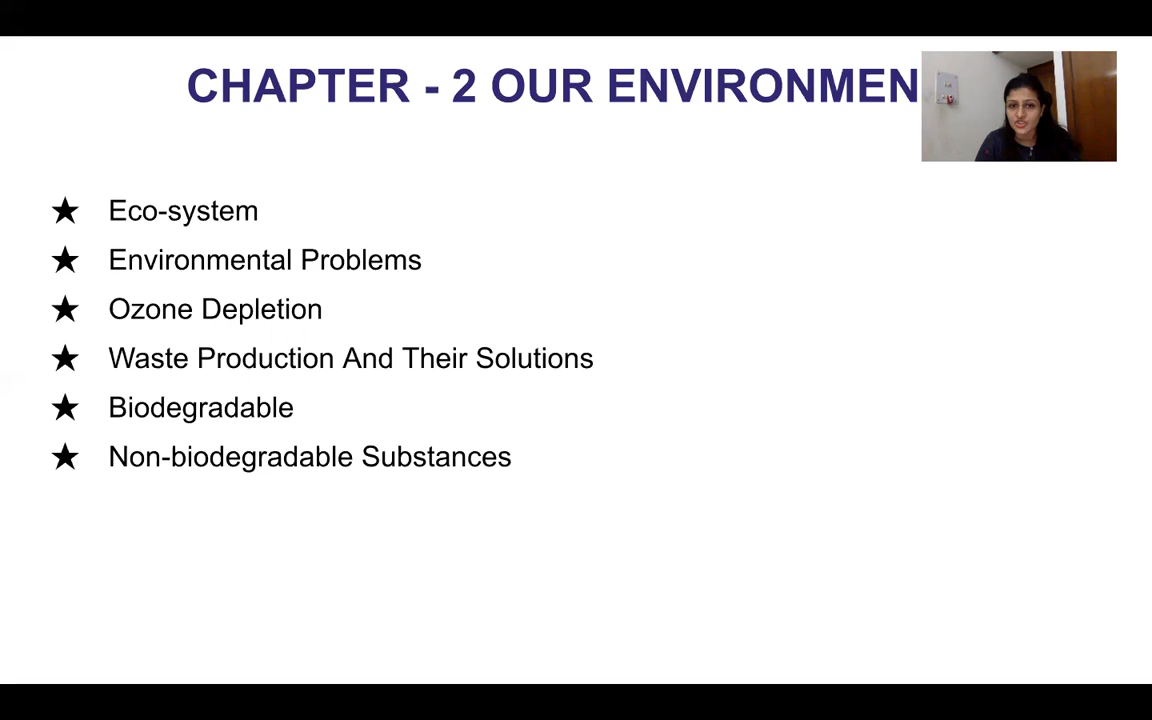 CHAPTER - 2 OUR ENVIRONMEN
★ Eco-system
★ Environmental Problems
★ Ozone Depletion
★ Waste Production And Their Solutions
★ Biodegradable
★ Non-biodegradable Substances